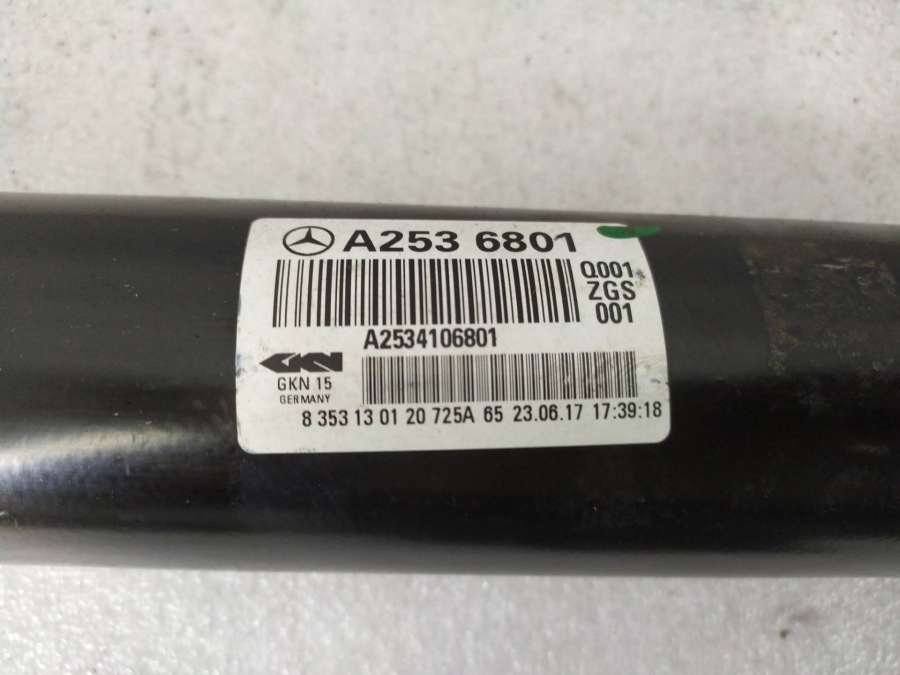 A253 6801
Q001
ZGS
001
A2534106801
GKN
GKN 15
GERMANY
8 353 13 01 20 725A 65 23.06.17 17:39:18